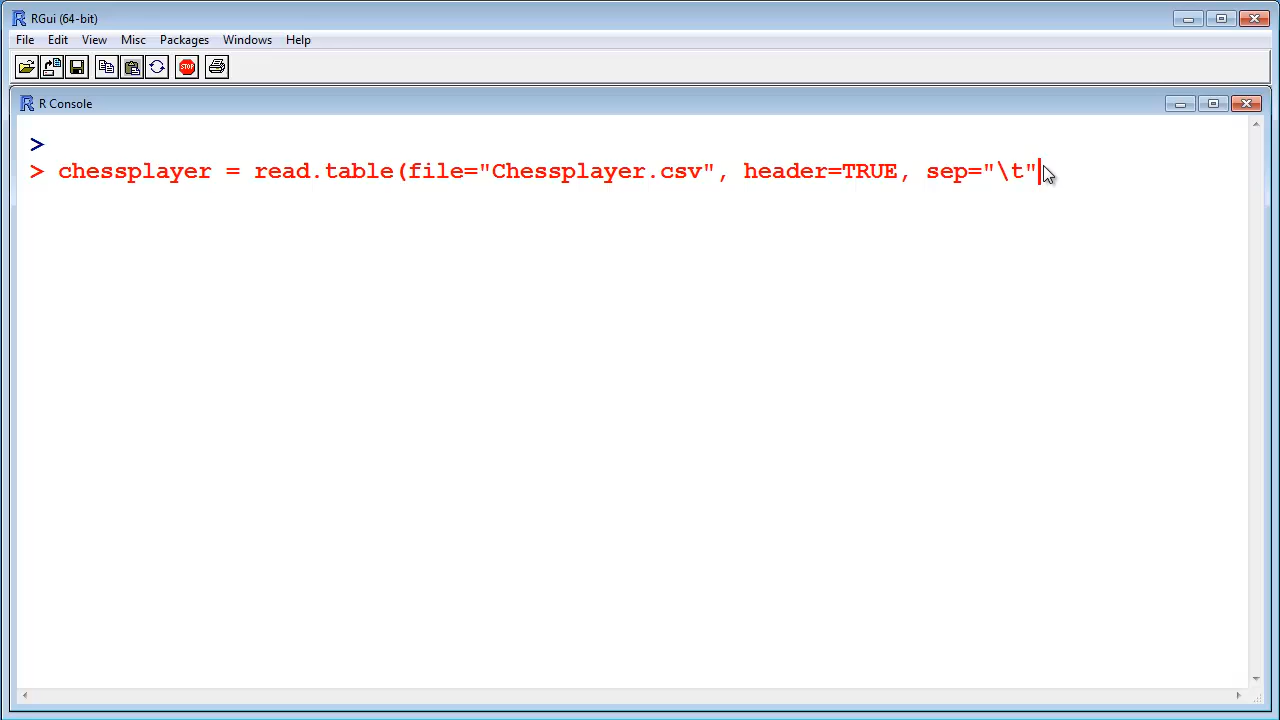 RGui (64-bit)
File Edit View Misc Packages Windows Help
STOP
R Console
>
> chessplayer = read.table(file="Chessplayer.csv", header=TRUE, sep="\t"